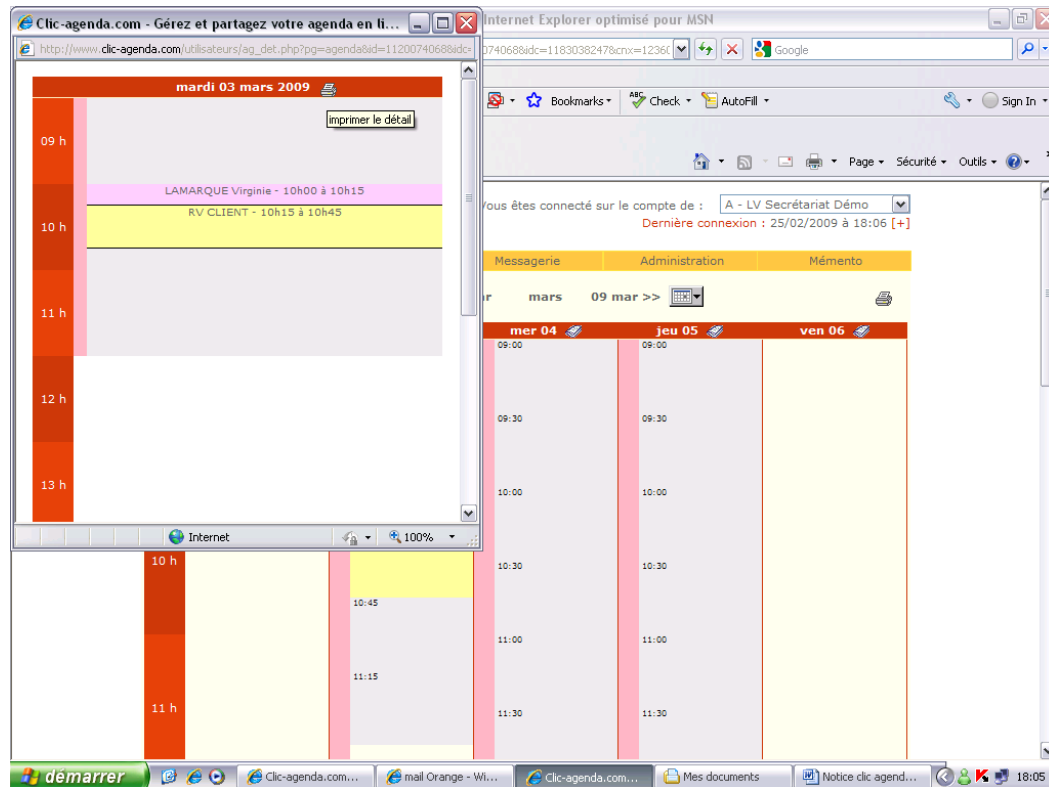 Clic-agenda.com - Gérez et partagez votre agenda en li...
http://www.clic-agenda.com/utilisateurs/ag_det.php?pg=agenda&id=1120074068&idc=
mardi 03 mars 2009
imprimer le détail
09 h
LAMARQUE Virginie - 10h00 à 10h15
RV CLIENT - 10h15 à 10h45
10 h
11 h
12 h
13 h
Internet
100%
Internet Explorer optimisé pour MSN
074068&idc=1183038247&cnx=1236(
Google
Bookmarks
Check
AutoFill
Sign In
Page
Sécurité
Outils
Vous êtes connecté sur le compte de :
A - LV Secrétariat Démo
Dernière connexion : 25/02/2009 à 18:06 [+]
Messagerie
Administration
Mémento
mars
09 mar >>
mer 04
jeu 05
ven 06
09:00
09:00
09:30
09:30
10:00
10:00
10 h
10:30
10:30
10:45
11:00
11:00
11:15
11 h
11:30
11:30
démarrer
Clic-agenda.com...
mail Orange - Wi...
Clic-agenda.com...
Mes documents
Notice clic agend...
18:05